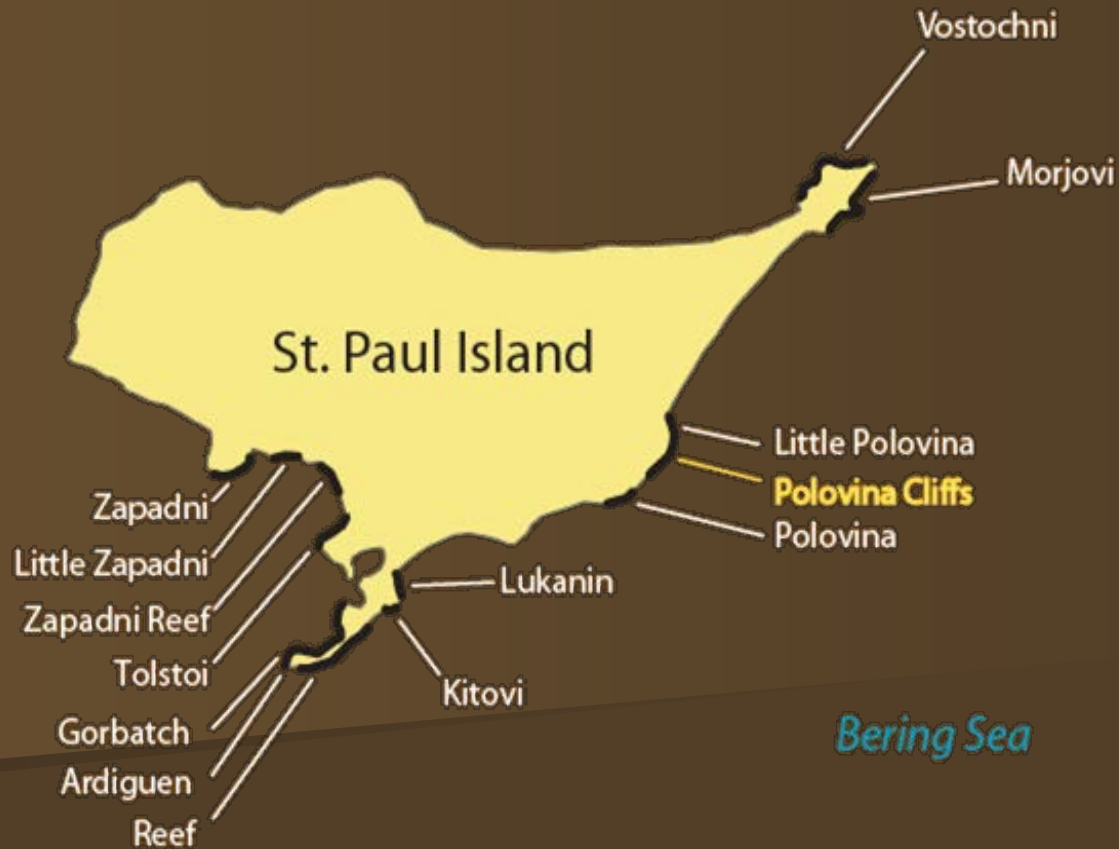 Vostochni
Morjovi
St. Paul Island
Little Polovina
Polovina Cliffs
Polovina
Zapadni
Little Zapadni
Zapadni Reef
Tolstoi
Gorbatch
Ardiguen
Reef
Lukanin
Kitovi
Bering Sea